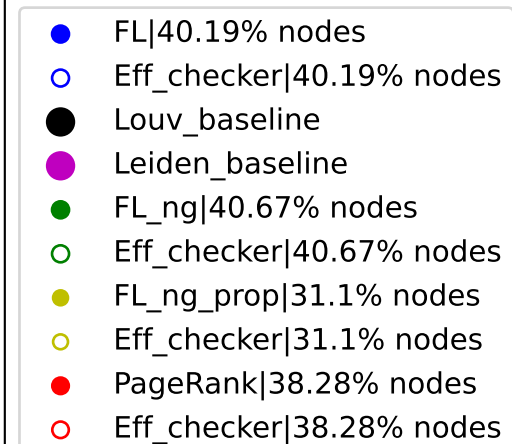 FL|40.19% nodes
Eff_checker|40.19% nodes
Louv_baseline
Leiden_baseline
FL_ng|40.67% nodes
Eff_checker|40.67% nodes
FL_ng_prop|31.1% nodes
Eff_checker|31.1% nodes
PageRank|38.28% nodes
Eff_checker|38.28% nodes